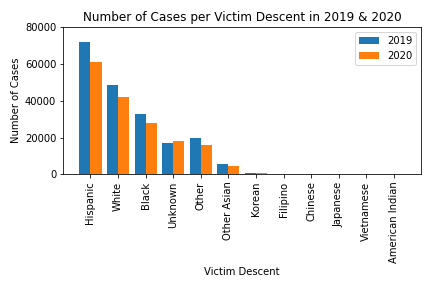 Number of Cases per Victim Descent in 2019 & 2020
80000
60000
40000
20000
0
Number of Cases
2019
2020
Hispanic
White
Black
Unknown
Other
Other Asian
Korean
Filipino
Chinese
Japanese
Vietnamese
American Indian
Victim Descent